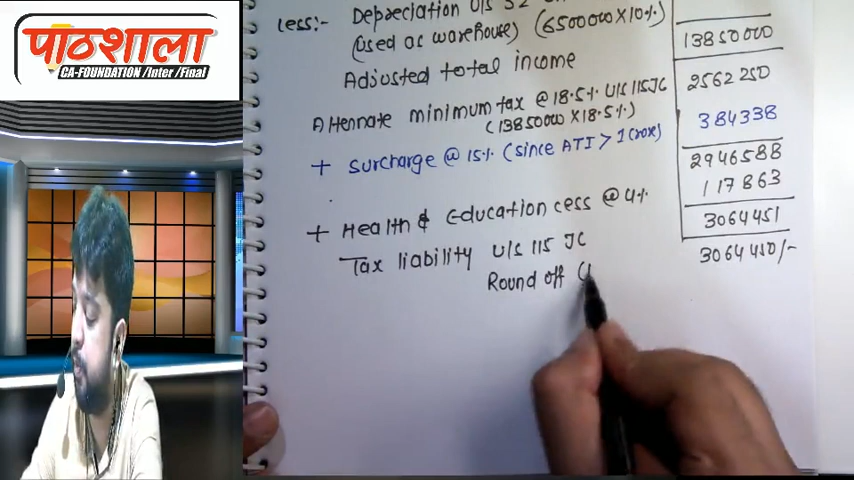 पाठशाला
CA-FOUNDATION /Inter /Final
Less:- Depreciation U/s 32
(used as warehouse) (6500000 X 10%)
Adjusted total income 13850000
Alternate minimum tax @ 18.5% U/s 115JC 2562250
(13850000 X 18.5%)
+ surcharge @ 15% (since ATI > 1 crox) 384338
2946588
+ Health & Education cess @ 4% 117863
3064451
Tax liability U/s 115 JC
Round off ( 3064450/-